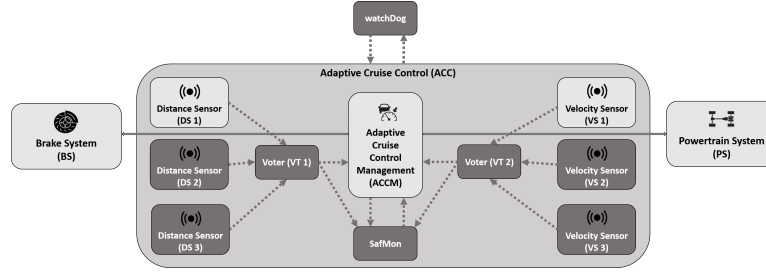 watchDog
Adaptive Cruise Control (ACC)
Distance Sensor
(DS 1)
Velocity Sensor
(VS 1)
Adaptive
Cruise
Control
Management
(ACCM)
Brake System
(BS)
Powertrain System
(PS)
Voter (VT 1)
Voter (VT 2)
Distance Sensor
(DS 2)
Velocity Sensor
(VS 2)
Distance Sensor
(DS 3)
SafMon
Velocity Sensor
(VS 3)